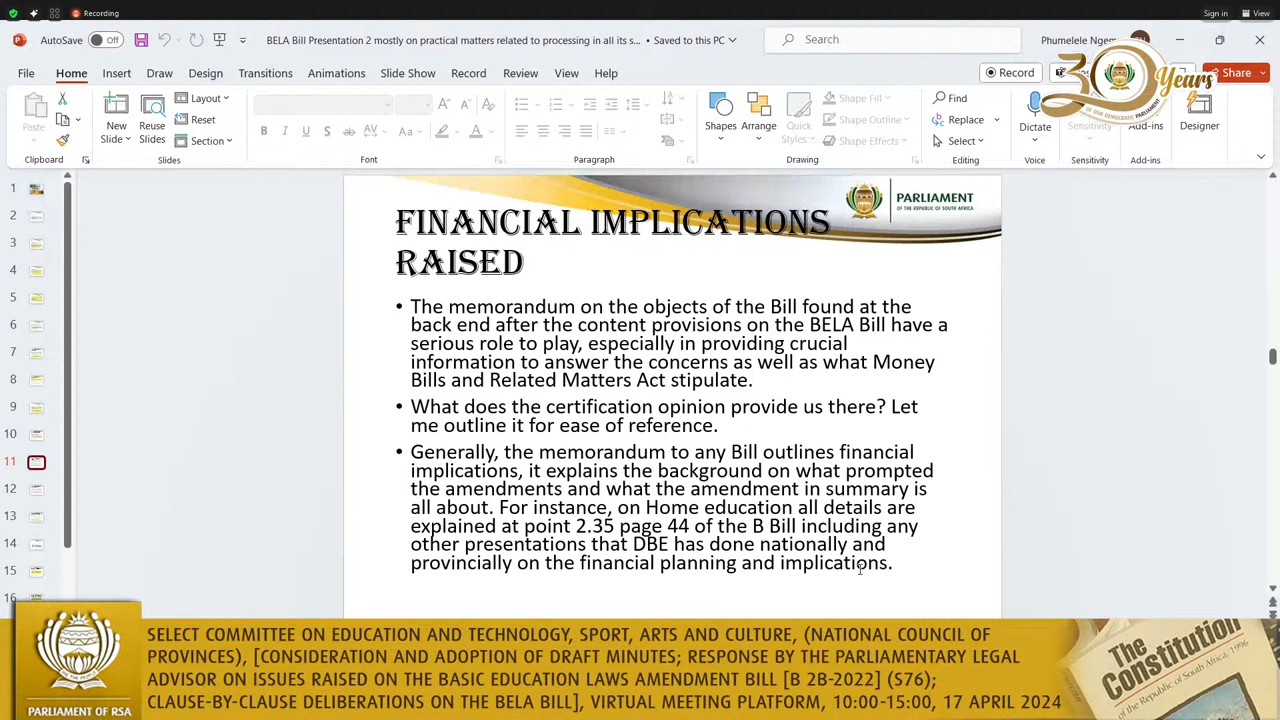 Recording
Sign in
View
AutoSave
Off
BELA Bill Presentation 2 mostly on practical matters related to processing in all its s... • Saved to this PC
Search
Phumelele Ngem
File
Home
Insert
Draw
Design
Transitions
Animations
Slide Show
Record
Review
View
Help
Record
Share
30 Years
OF OUR DEMOCRATIC PARLIAMENT
Paste
New
Slides
Reuse
Slides
Layout
Reset
Section
Shapes
Arrange
Quick
Styles
Shape Fill
Shape Outline
Shape Effects
Find
Replace
Select
Dictate
Sensitivity
Add-ins
Designer
Clipboard
Slides
Font
Paragraph
Drawing
Editing
Voice
Sensitivity
Add-ins
1
2
3
4
5
6
7
8
9
10
11
12
13
14
15
16
PARLIAMENT
OF THE REPUBLIC OF SOUTH AFRICA
FINANCIAL IMPLICATIONS
RAISED
• The memorandum on the objects of the Bill found at the
back end after the content provisions on the BELA Bill have a
serious role to play, especially in providing crucial
information to answer the concerns as well as what Money
Bills and Related Matters Act stipulate.
• What does the certification opinion provide us there? Let
me outline it for ease of reference.
• Generally, the memorandum to any Bill outlines financial
implications, it explains the background on what prompted
the amendments and what the amendment in summary is
all about. For instance, on Home education all details are
explained at point 2.35 page 44 of the B Bill including any
other presentations that DBE has done nationally and
provincially on the financial planning and implications.
SELECT COMMITTEE ON EDUCATION AND TECHNOLOGY, SPORT, ARTS AND CULTURE, (NATIONAL COUNCIL OF
PROVINCES), [CONSIDERATION AND ADOPTION OF DRAFT MINUTES; RESPONSE BY THE PARLIAMENTARY LEGAL
ADVISOR ON ISSUES RAISED ON THE BASIC EDUCATION LAWS AMENDMENT BILL [B 2B-2022] (S76);
CLAUSE-BY-CLAUSE DELIBERATIONS ON THE BELA BILL], VIRTUAL MEETING PLATFORM, 10:00-15:00, 17 APRIL 2024
PARLIAMENT OF RSA
The
Constitution
of the Republic of South Africa, 1996